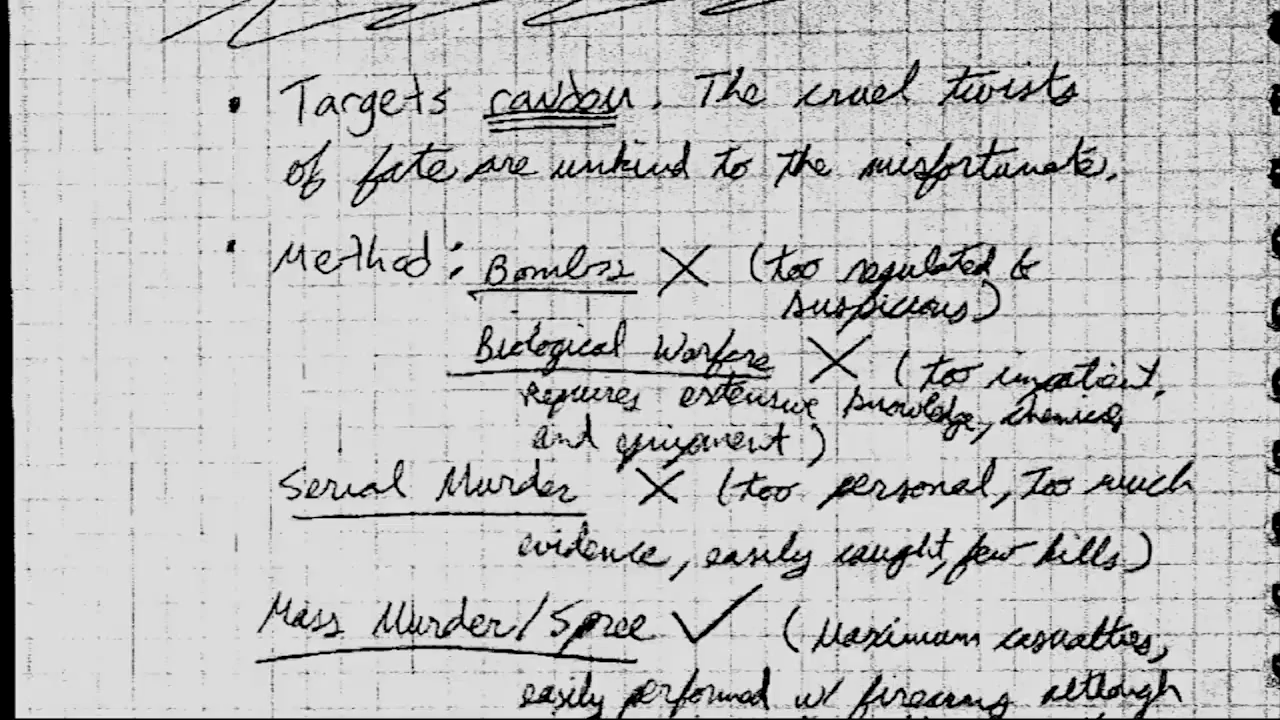 • Targets random. The cruel twists
of fate are unkind to the misfortunate.
• Method: Bombs X (too regulated &
suspicious)
Biological Warfare X (too impatient,
requires extensive knowledge, chemicals
and equipment)
Serial Murder X (too personal, too much
evidence, easily caught, few kills)
Mass Murder/Spree ✓ (Maximum casualties,
easily performed w/ firearms although